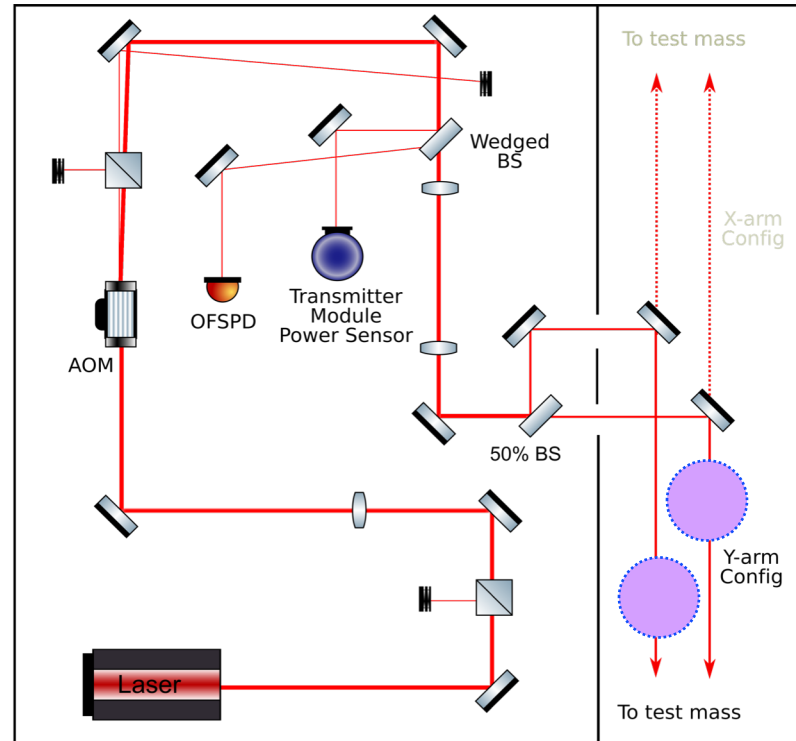 To test mass
Wedged
BS
X-arm
Config
OFSPD
Transmitter
Module
Power Sensor
AOM
50% BS
Y-arm
Config
Laser
To test mass